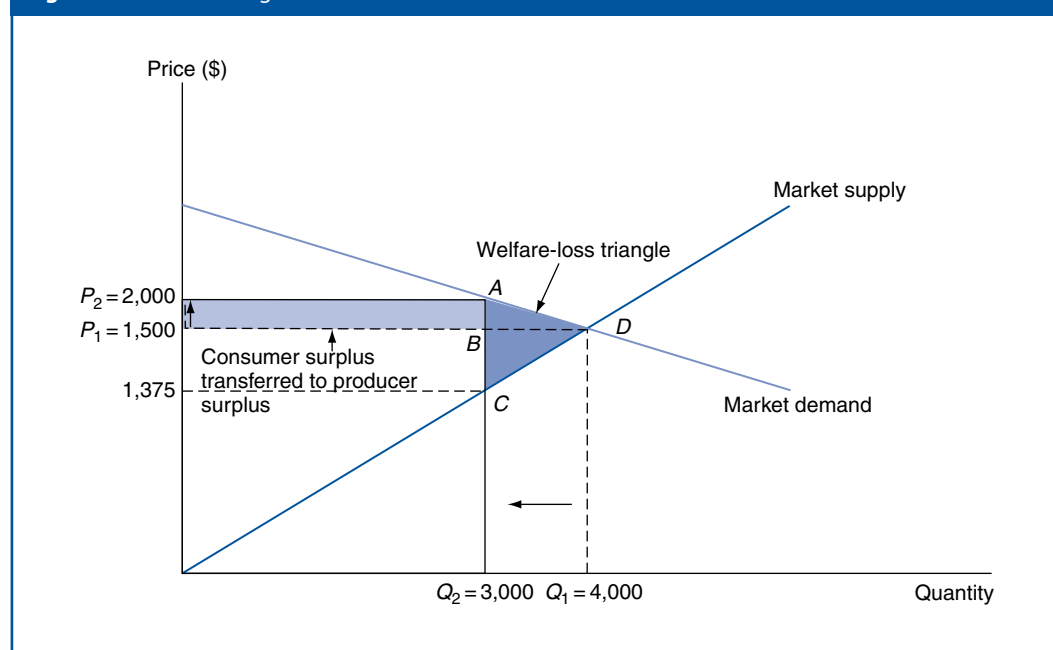 Price ($)
Market supply
Welfare-loss triangle
P2 = 2,000
A
P1 = 1,500
D
B
Consumer surplus
transferred to producer
surplus
1,375
C
Market demand
Q2 = 3,000 Q1 = 4,000
Quantity